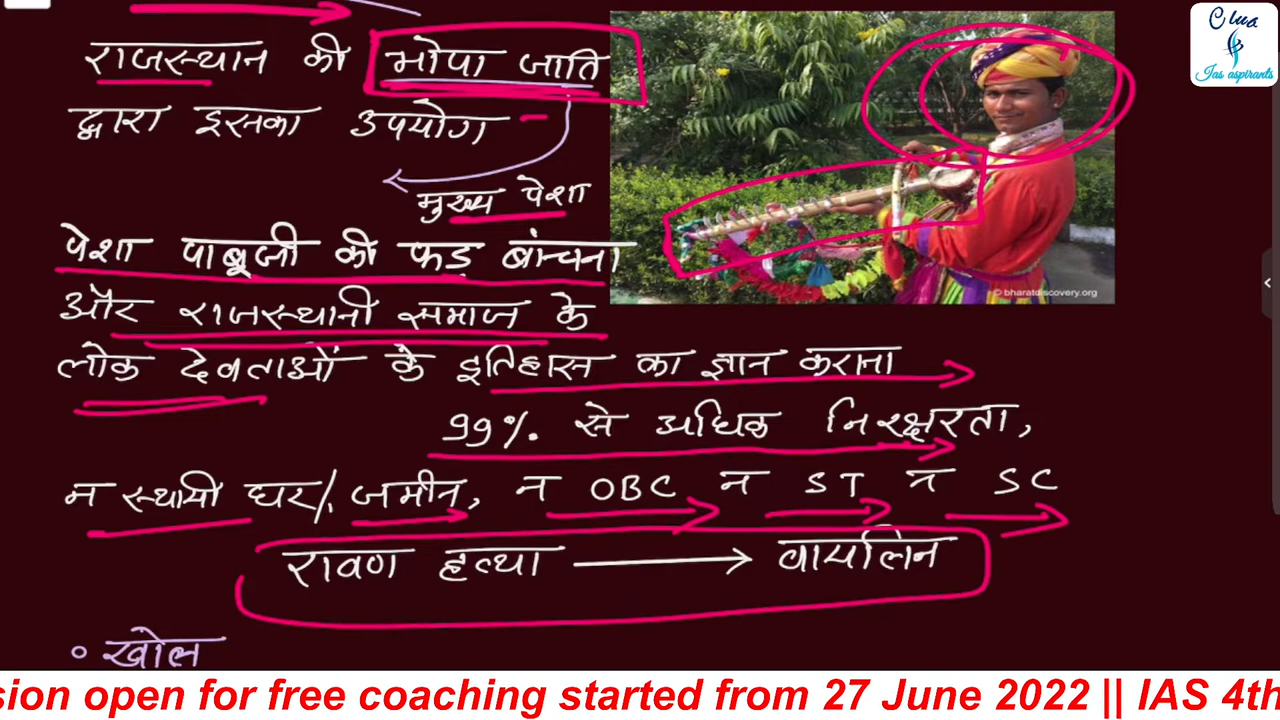 राजस्थान की भोपा जाति
द्वारा इसका उपयोग
मुख्य पेशा
पेशा पाबूजी की फड़ बांचना
और राजस्थानी समाज के
लोक देवताओं के इतिहास का ज्ञान कराना
99% से अधिक निरक्षरता,
न स्थायी घर/जमीन, न OBC न ST न SC
रावण हत्था वायलिन
खोल
© bharatdiscovery.org
Clue
Ias aspirants
sion open for free coaching started from 27 June 2022 || IAS 4th